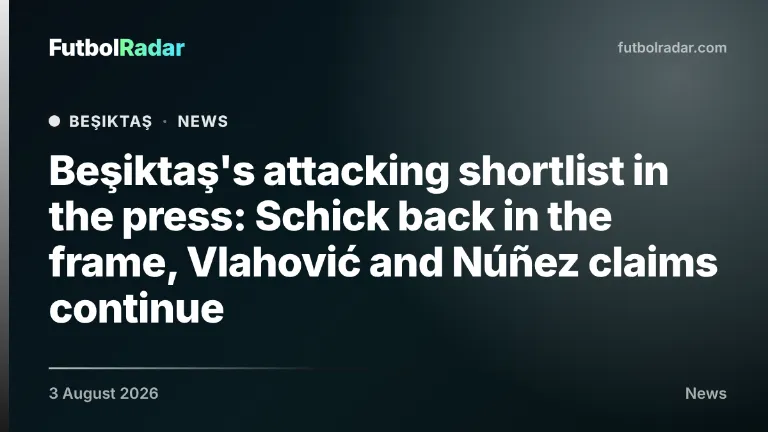 FutbolRadar
futbolradar.com
BEŞIKTAŞ · NEWS
Beşiktaş's attacking shortlist in
the press: Schick back in the
frame, Vlahović and Núñez claims
continue
3 August 2026
News